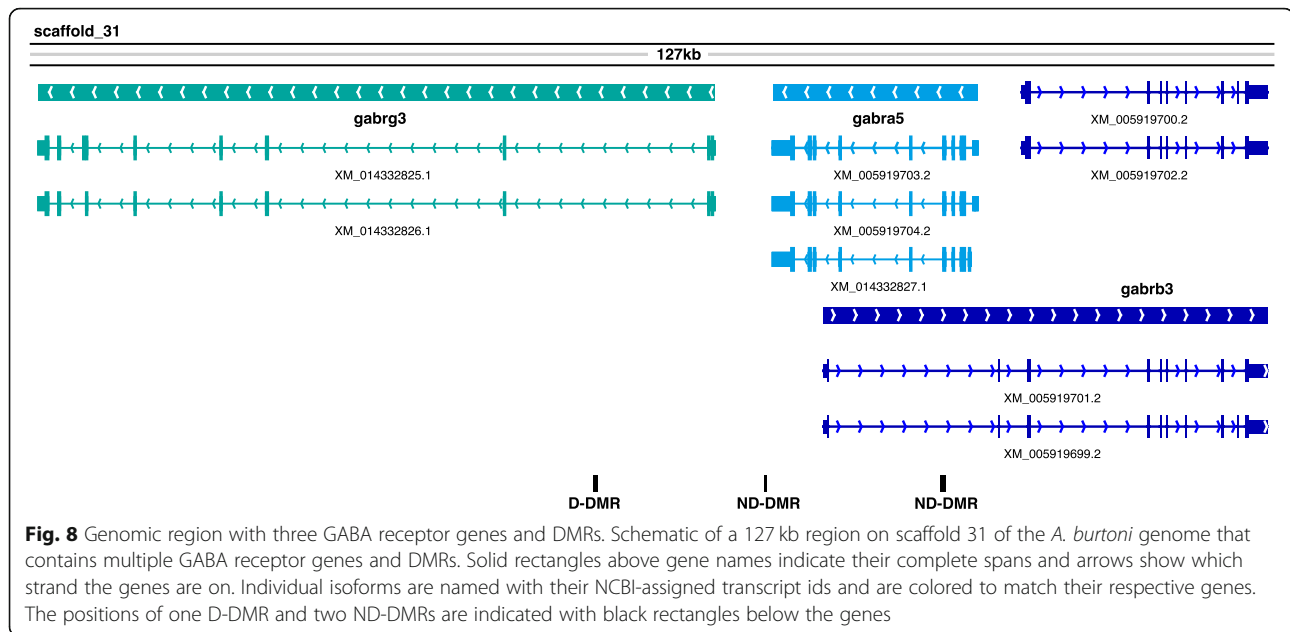 scaffold_31
127kb
gabrg3
gabra5
XM_005919700.2
XM_014332825.1
XM_005919703.2
XM_005919702.2
XM_014332826.1
XM_005919704.2
XM_014332827.1
gabrb3
XM_005919701.2
XM_005919699.2
D-DMR
ND-DMR
ND-DMR
Fig. 8 Genomic region with three GABA receptor genes and DMRs. Schematic of a 127 kb region on scaffold 31 of the A. burtoni genome that
contains multiple GABA receptor genes and DMRs. Solid rectangles above gene names indicate their complete spans and arrows show which
strand the genes are on. Individual isoforms are named with their NCBI-assigned transcript ids and are colored to match their respective genes.
The positions of one D-DMR and two ND-DMRs are indicated with black rectangles below the genes